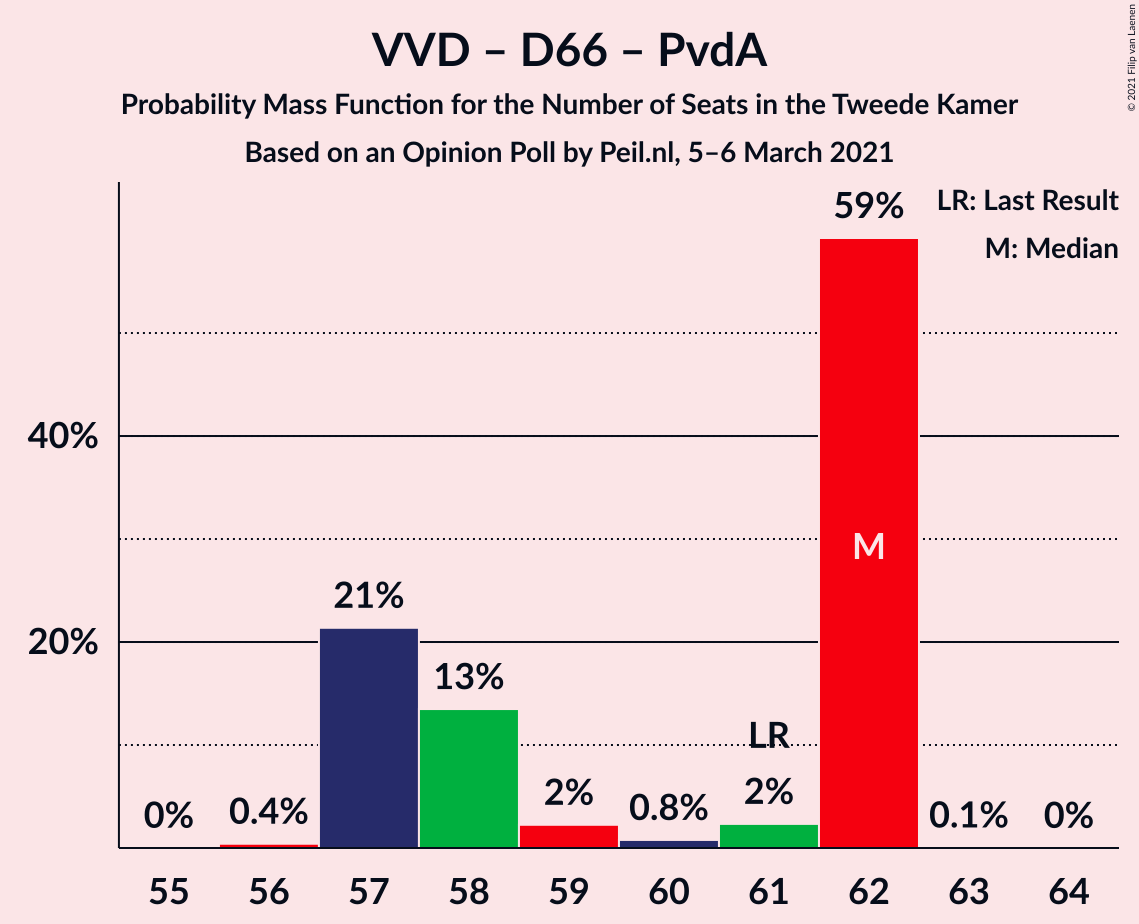 VVD – D66 – PvdA
Probability Mass Function for the Number of Seats in the Tweede Kamer
Based on an Opinion Poll by Peil.nl, 5–6 March 2021
© 2021 Filip van Laenen
LR: Last Result
M: Median
59%
40%
M
21%
20%
13%
LR
0%
0.4%
2%
0.8%
2%
0.1%
0%
55 56 57 58 59 60 61 62 63 64